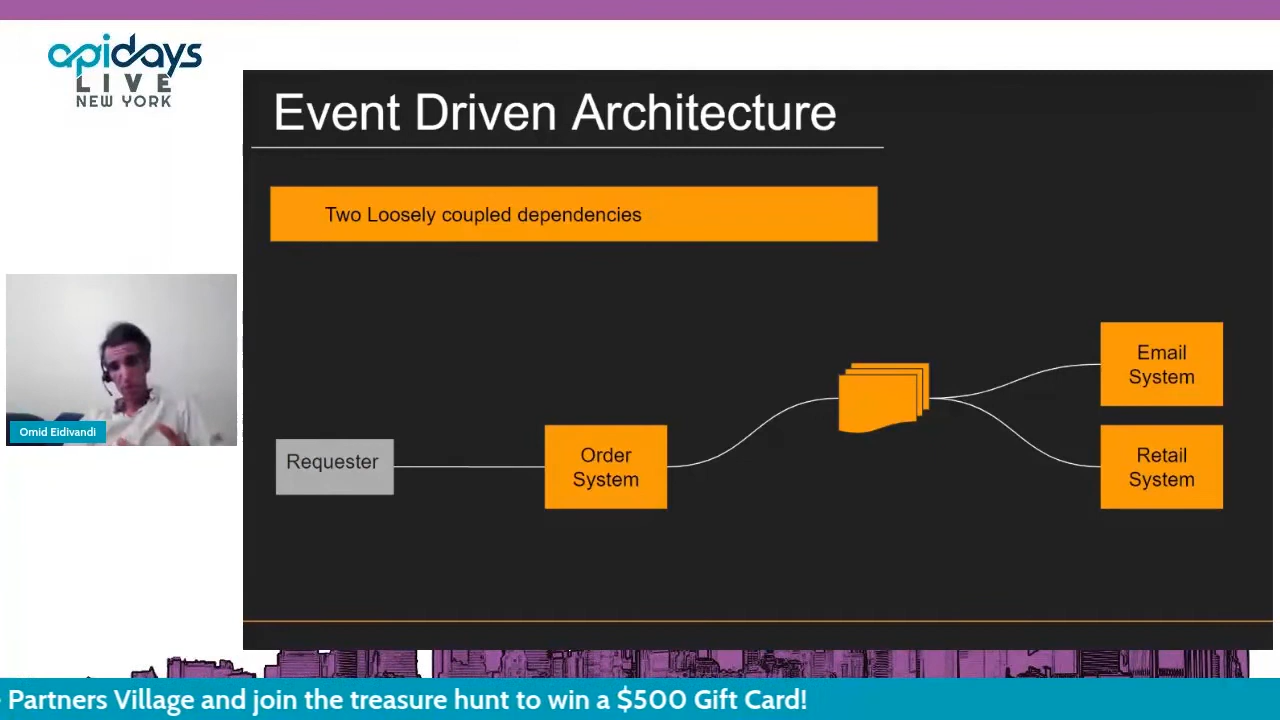 apidays
LIVE
NEW YORK
Event Driven Architecture
Two Loosely coupled dependencies
Email
System
Omid Eidivandi
Requester
Order
System
Retail
System
Partners Village and join the treasure hunt to win a $500 Gift Card!